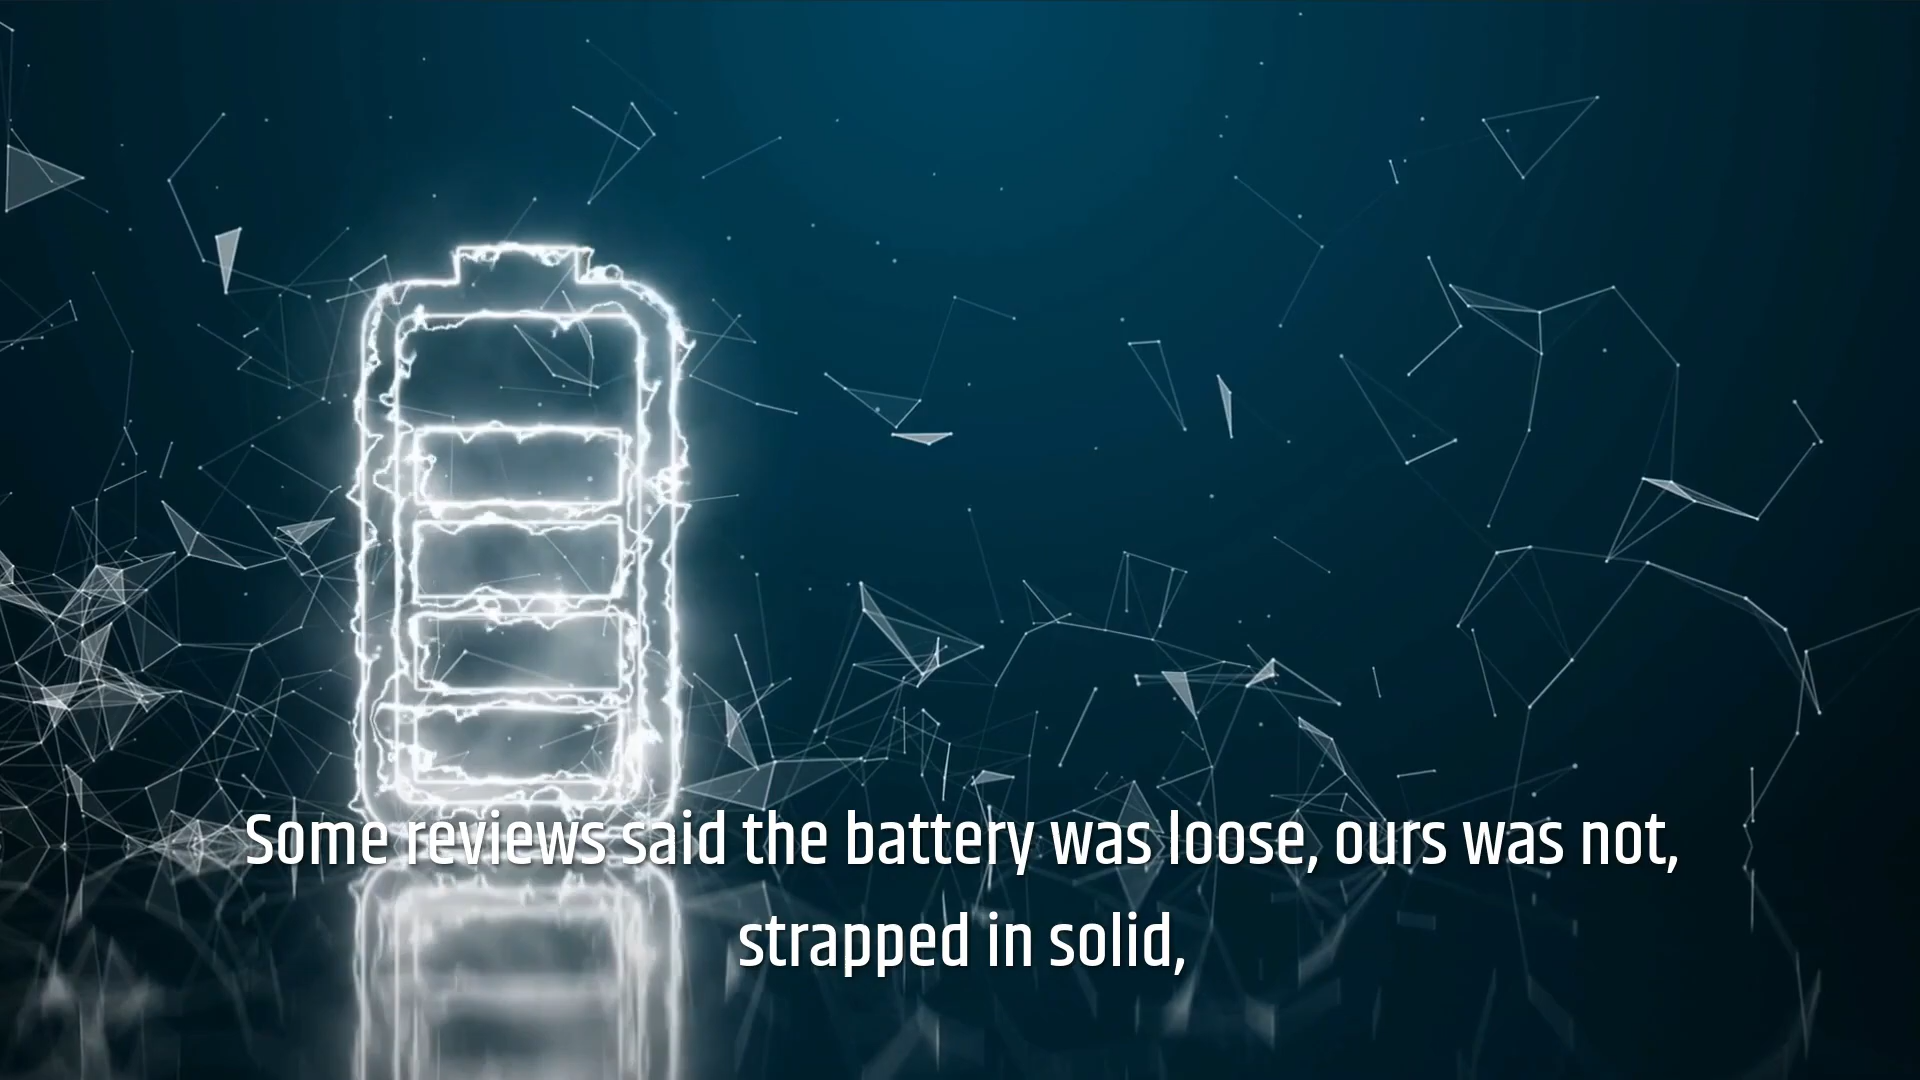 Some reviews said the battery was loose, ours was not,
strapped in solid,